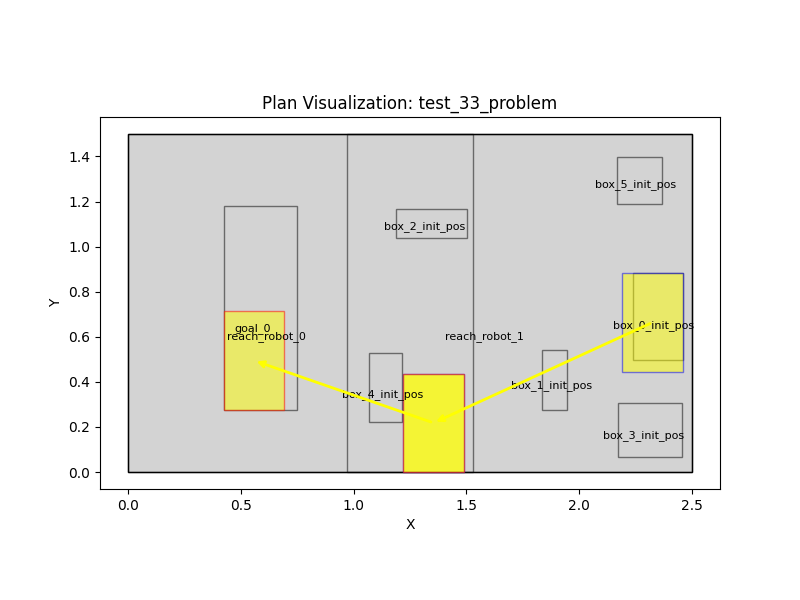 Plan Visualization: test_33_problem
1.4
1.2
1.0
0.8
0.6
0.4
0.2
0.0
Y
box_5_init_pos
box_2_init_pos
goal_0
box_0_init_pos
reach_robot_0
reach_robot_1
box_4_init_pos
box_1_init_pos
box_3_init_pos
0.0 0.5 1.0 1.5 2.0 2.5
X